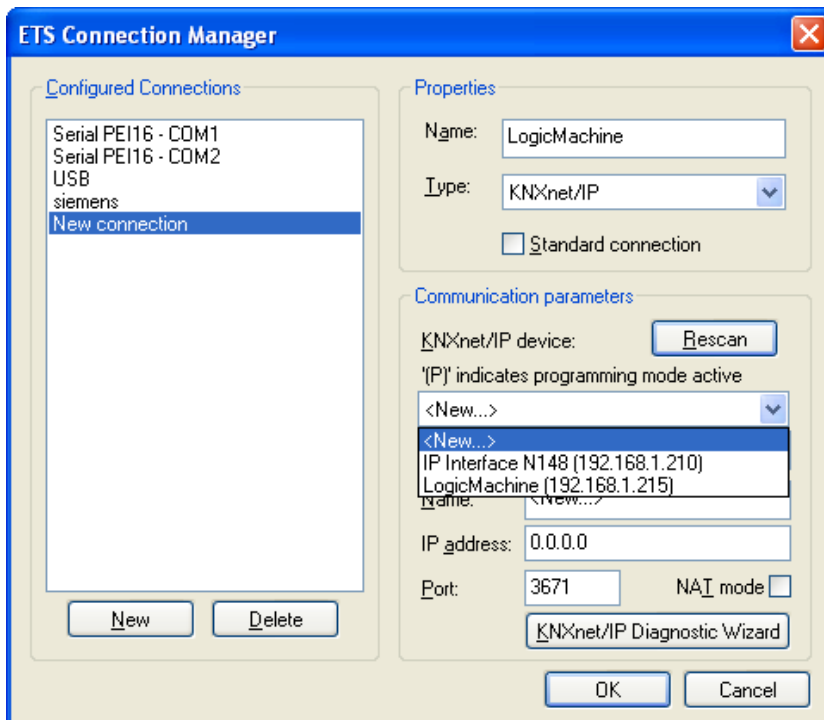 ETS Connection Manager
Configured Connections
Serial PEI16 - COM1
Serial PEI16 - COM2
USB
siemens
New connection
New
Delete
Properties
Name:
LogicMachine
Type:
KNXnet/IP
Standard connection
Communication parameters
KNXnet/IP device:
Rescan
'(P)' indicates programming mode active
<New...>
<New...>
IP Interface N148 (192.168.1.210)
LogicMachine (192.168.1.215)
Name:
<New...>
IP address:
0.0.0.0
Port:
3671
NAT mode
KNXnet/IP Diagnostic Wizard
OK
Cancel